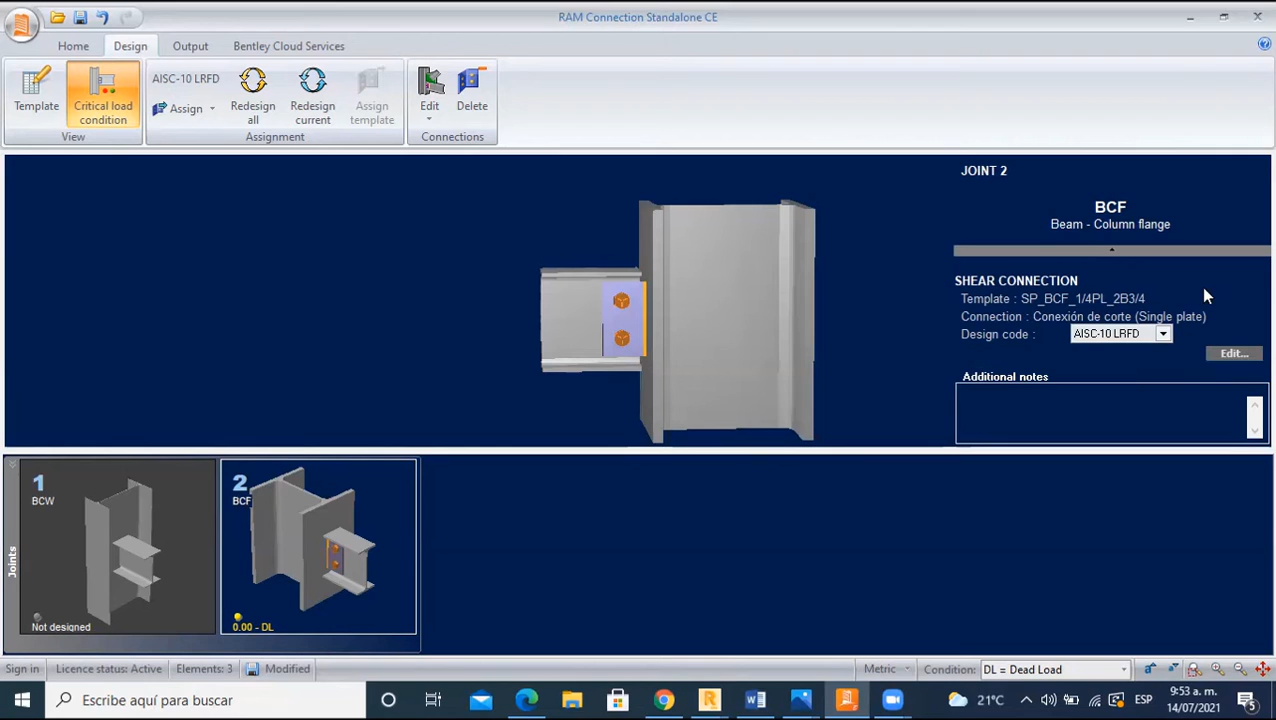 RAM Connection Standalone CE
Home
Design
Output
Bentley Cloud Services
Template
Critical load
condition
View
AISC-10 LRFD
Assign
Redesign
all
Redesign
current
Assign
template
Assignment
Edit
Delete
Connections
JOINT 2
BCF
Beam - Column flange
SHEAR CONNECTION
Template : SP_BCF_1/4PL_2B3/4
Connection : Conexión de corte (Single plate)
Design code : AISC-10 LRFD
Edit...
Additional notes
Joints
1
BCW
Not designed
2
BCF
0.00 - DL
Sign in
Licence status: Active
Elements: 3
Modified
Metric
Condition: DL = Dead Load
Escribe aquí para buscar
21°C
ESP
9:53 a. m.
14/07/2021
5